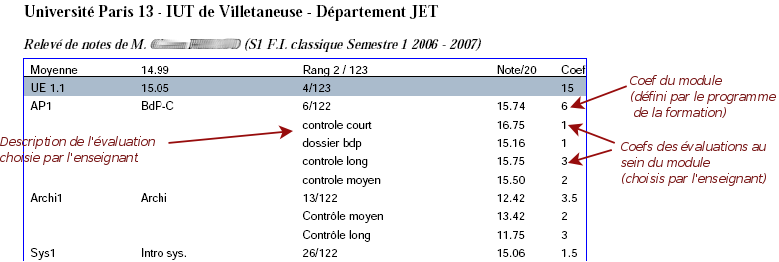 Université Paris 13 - IUT de Villetaneuse - Département JET
Relevé de notes de M. (S1 F.I. classique Semestre 1 2006 - 2007)
Moyenne 14.99 Rang 2 / 123 Note/20 Coef
UE 1.1 15.05 4/123 15
AP1 BdP-C 6/122 15.74 6
controle court 16.75 1
dossier bdp 15.16 1
controle long 15.75 3
controle moyen 15.50 2
Archi1 Archi 13/122 12.42 3.5
Contrôle moyen 13.42 2
Contrôle long 11.75 3
Sys1 Intro sys. 26/122 15.06 1.5
Description de l'évaluation
choisie par l'enseignant
Coef du module
(défini par le programme
de la formation)
Coefs des évaluations au
sein du module
(choisis par l'enseignant)